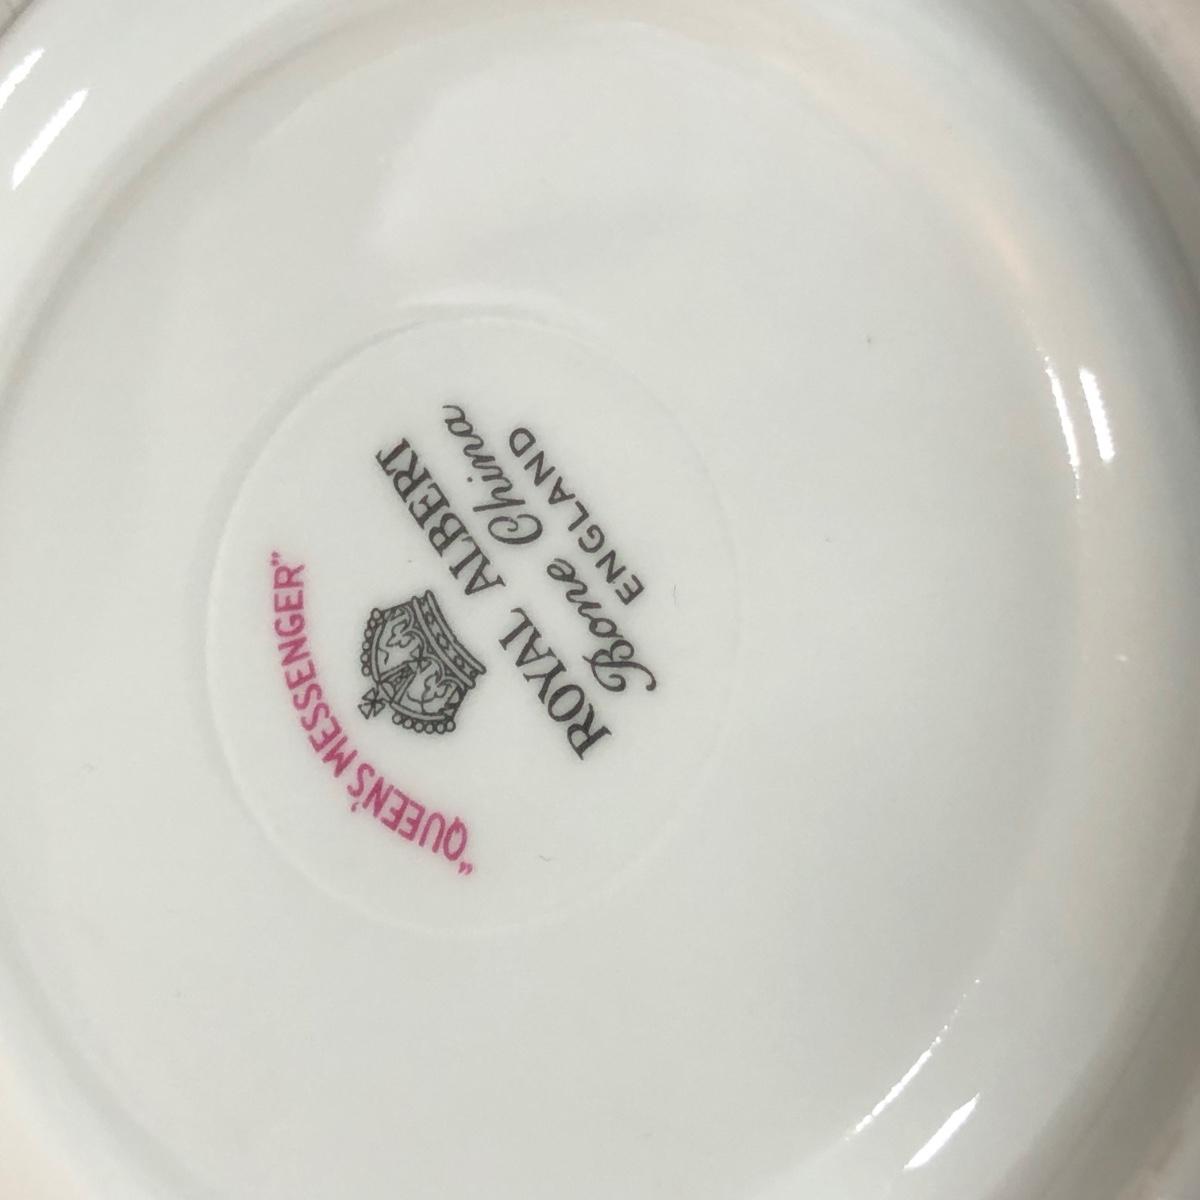 "QUEEN'S MESSENGER"
ROYAL ALBERT
Bone China
ENGLAND